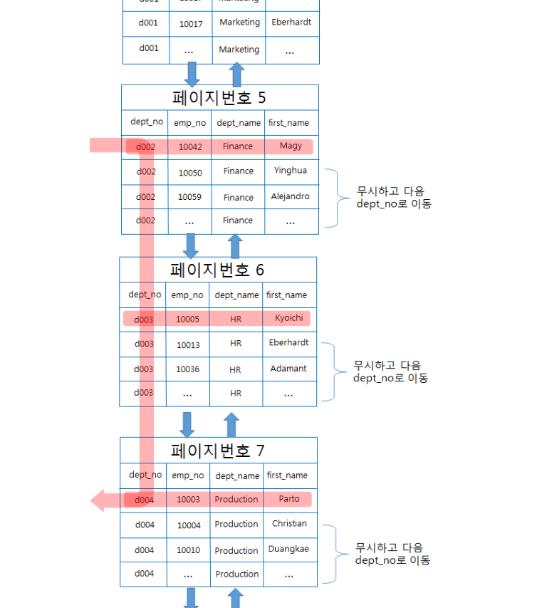 d001 10017 Marketing Eberhardt
d001 ... Marketing ...
페이지번호 5
dept_no emp_no dept_name first_name
d002 10042 Finance Magy
d002 10050 Finance Yinghua
d002 10059 Finance Alejandro
d002 ... Finance ...
무시하고 다음
dept_no로 이동
페이지번호 6
dept_no emp_no dept_name first_name
d003 10005 HR Kyoichi
d003 10013 HR Eberhardt
d003 10036 HR Adamant
d003 ... HR ...
무시하고 다음
dept_no로 이동
페이지번호 7
dept_no emp_no dept_name first_name
d004 10003 Production Parto
d004 10004 Production Christian
d004 10010 Production Duangkae
d004 ... Production ...
무시하고 다음
dept_no로 이동